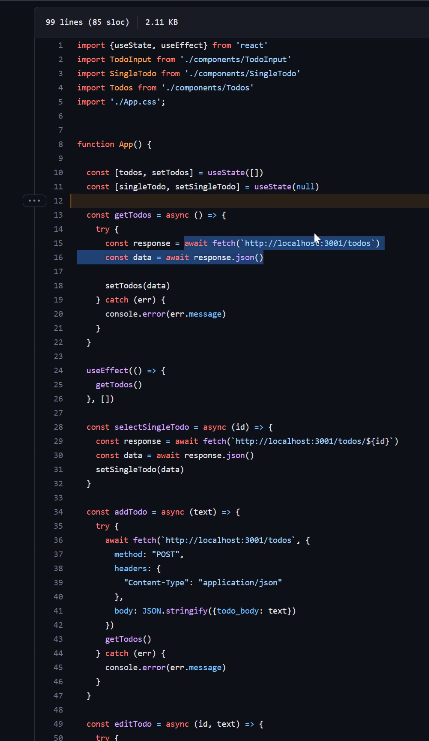 99 lines (85 sloc) 2.11 KB
1 import {useState, useEffect} from 'react'
2 import TodoInput from './components/TodoInput'
3 import SingleTodo from './components/SingleTodo'
4 import Todos from './components/Todos'
5 import './App.css';
6
7
8 function App() {
9
10 const [todos, setTodos] = useState([])
11 const [singleTodo, setSingleTodo] = useState(null)
12
13 const getTodos = async () => {
14 try {
15 const response = await fetch(`http://localhost:3001/todos`)
16 const data = await response.json()
17
18 setTodos(data)
19 } catch (err) {
20 console.error(err.message)
21 }
22 }
23
24 useEffect(() => {
25 getTodos()
26 }, [])
27
28 const selectSingleTodo = async (id) => {
29 const response = await fetch(`http://localhost:3001/todos/${id}`)
30 const data = await response.json()
31 setSingleTodo(data)
32 }
33
34 const addTodo = async (text) => {
35 try {
36 await fetch(`http://localhost:3001/todos`, {
37 method: "POST",
38 headers: {
39 "Content-Type": "application/json"
40 },
41 body: JSON.stringify({todo_body: text})
42 })
43 getTodos()
44 } catch (err) {
45 console.error(err.message)
46 }
47 }
48
49 const editTodo = async (id, text) => {
50 try {